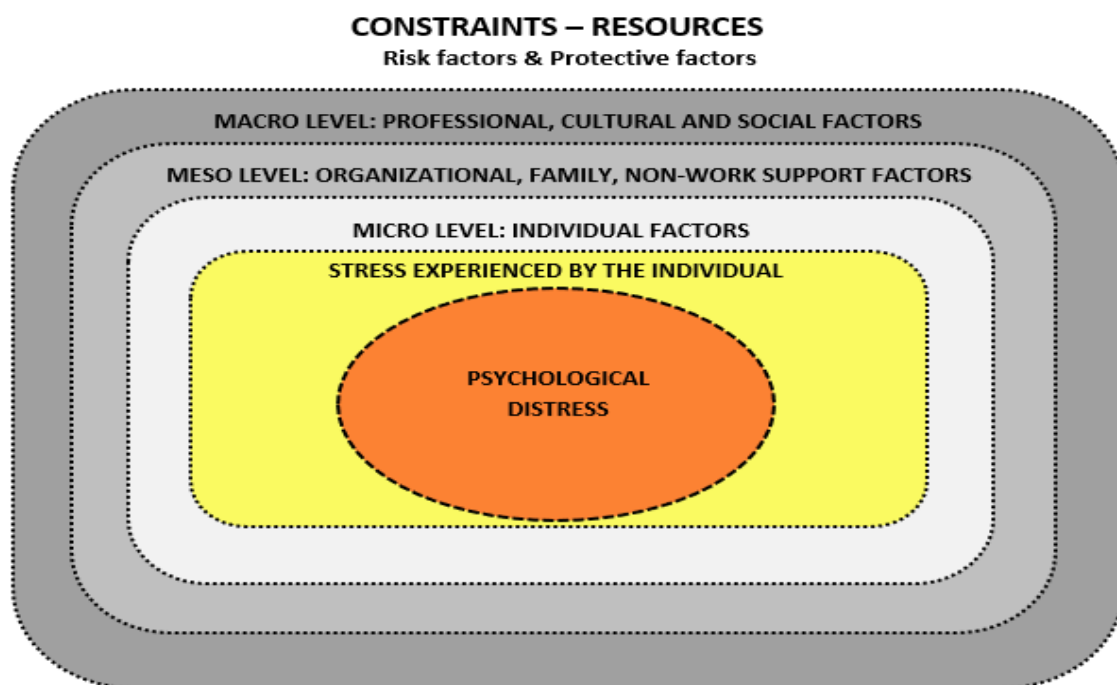 CONSTRAINTS – RESOURCES
Risk factors & Protective factors
MACRO LEVEL: PROFESSIONAL, CULTURAL AND SOCIAL FACTORS
MESO LEVEL: ORGANIZATIONAL, FAMILY, NON-WORK SUPPORT FACTORS
MICRO LEVEL: INDIVIDUAL FACTORS
STRESS EXPERIENCED BY THE INDIVIDUAL
PSYCHOLOGICAL
DISTRESS